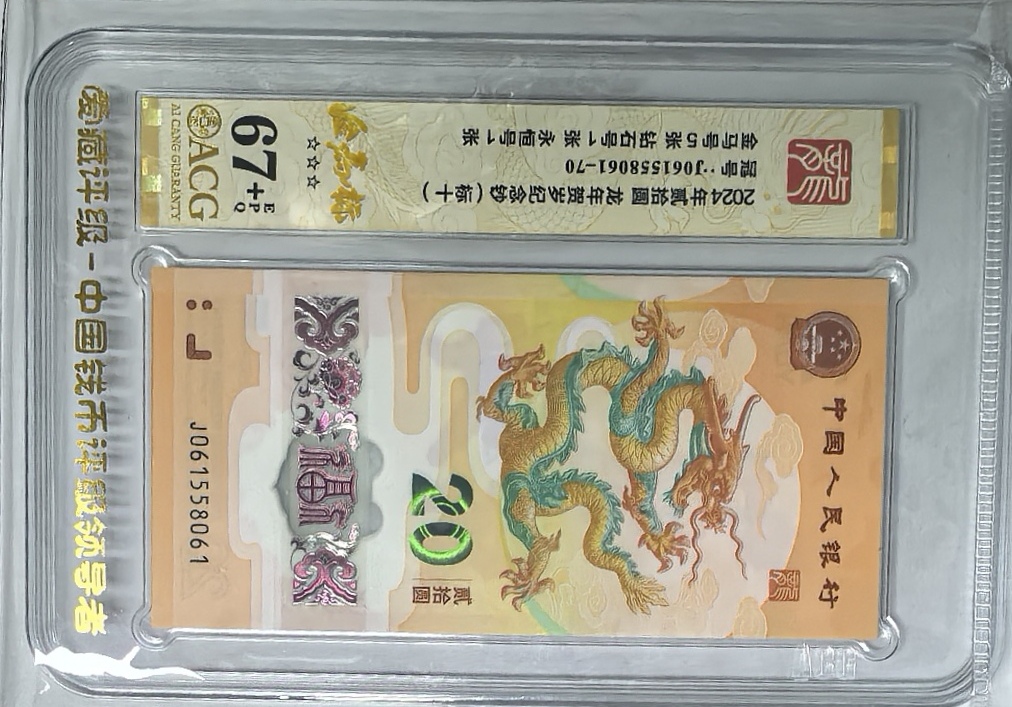 爱藏评级－中国钱币评级领导者
2024年贰拾圆 龙年贺岁纪念钞(标十)
冠号:J061558061-70
金马号5张 钻石号1张 永恒号1张
☆☆☆
67+
EPQ
ACG
AI CANG GUARANTY
中国人民银行
20
貳拾圓
福
J061558061